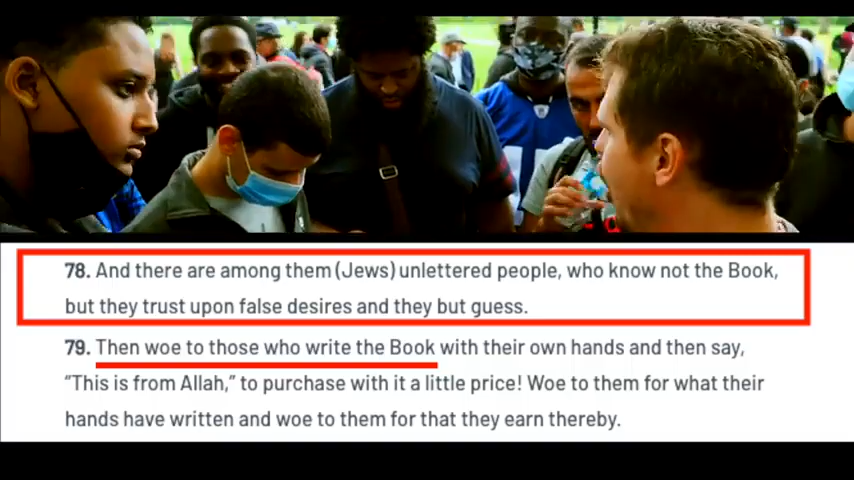 78. And there are among them (Jews) unlettered people, who know not the Book,
but they trust upon false desires and they but guess.
79. Then woe to those who write the Book with their own hands and then say,
"This is from Allah," to purchase with it a little price! Woe to them for what their
hands have written and woe to them for that they earn thereby.